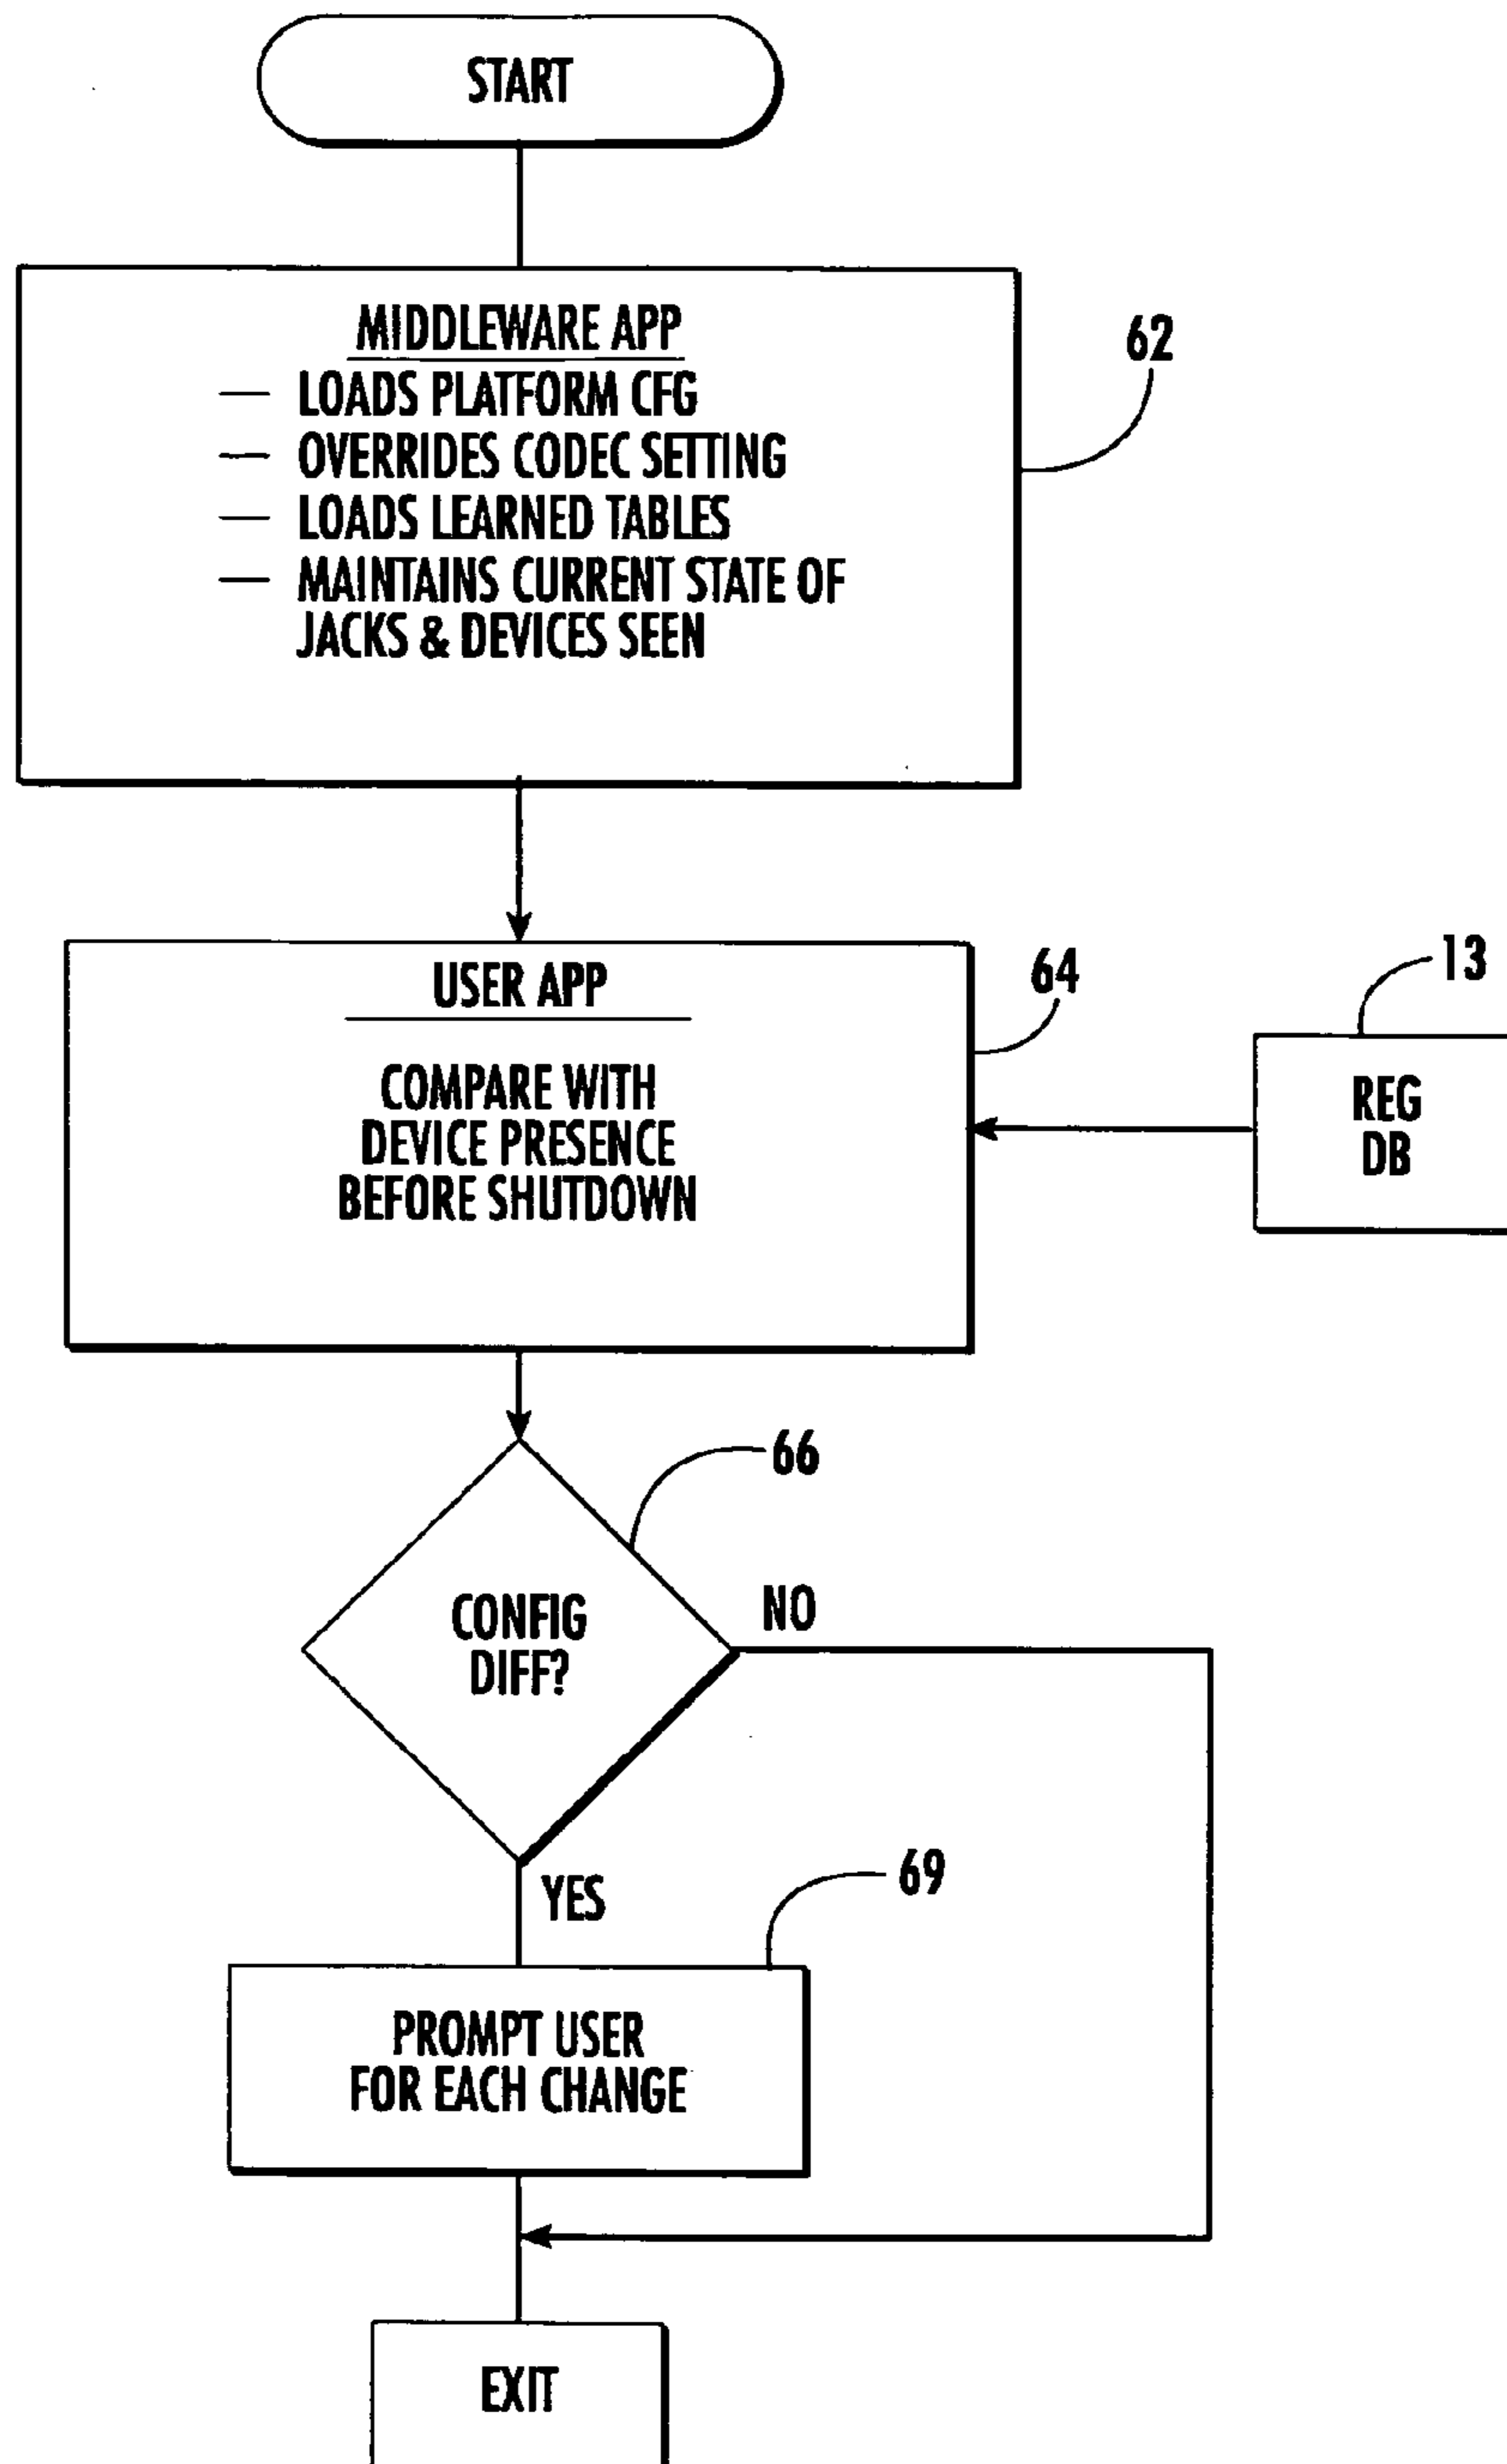 START
MIDDLEWARE APP
— LOADS PLATFORM CFG
— OVERRIDES CODEC SETTING
— LOADS LEARNED TABLES
— MAINTAINS CURRENT STATE OF
JACKS & DEVICES SEEN
62
USER APP
COMPARE WITH
DEVICE PRESENCE
BEFORE SHUTDOWN
64
13
REG
DB
66
CONFIG
DIFF?
NO
YES
69
PROMPT USER
FOR EACH CHANGE
EXIT